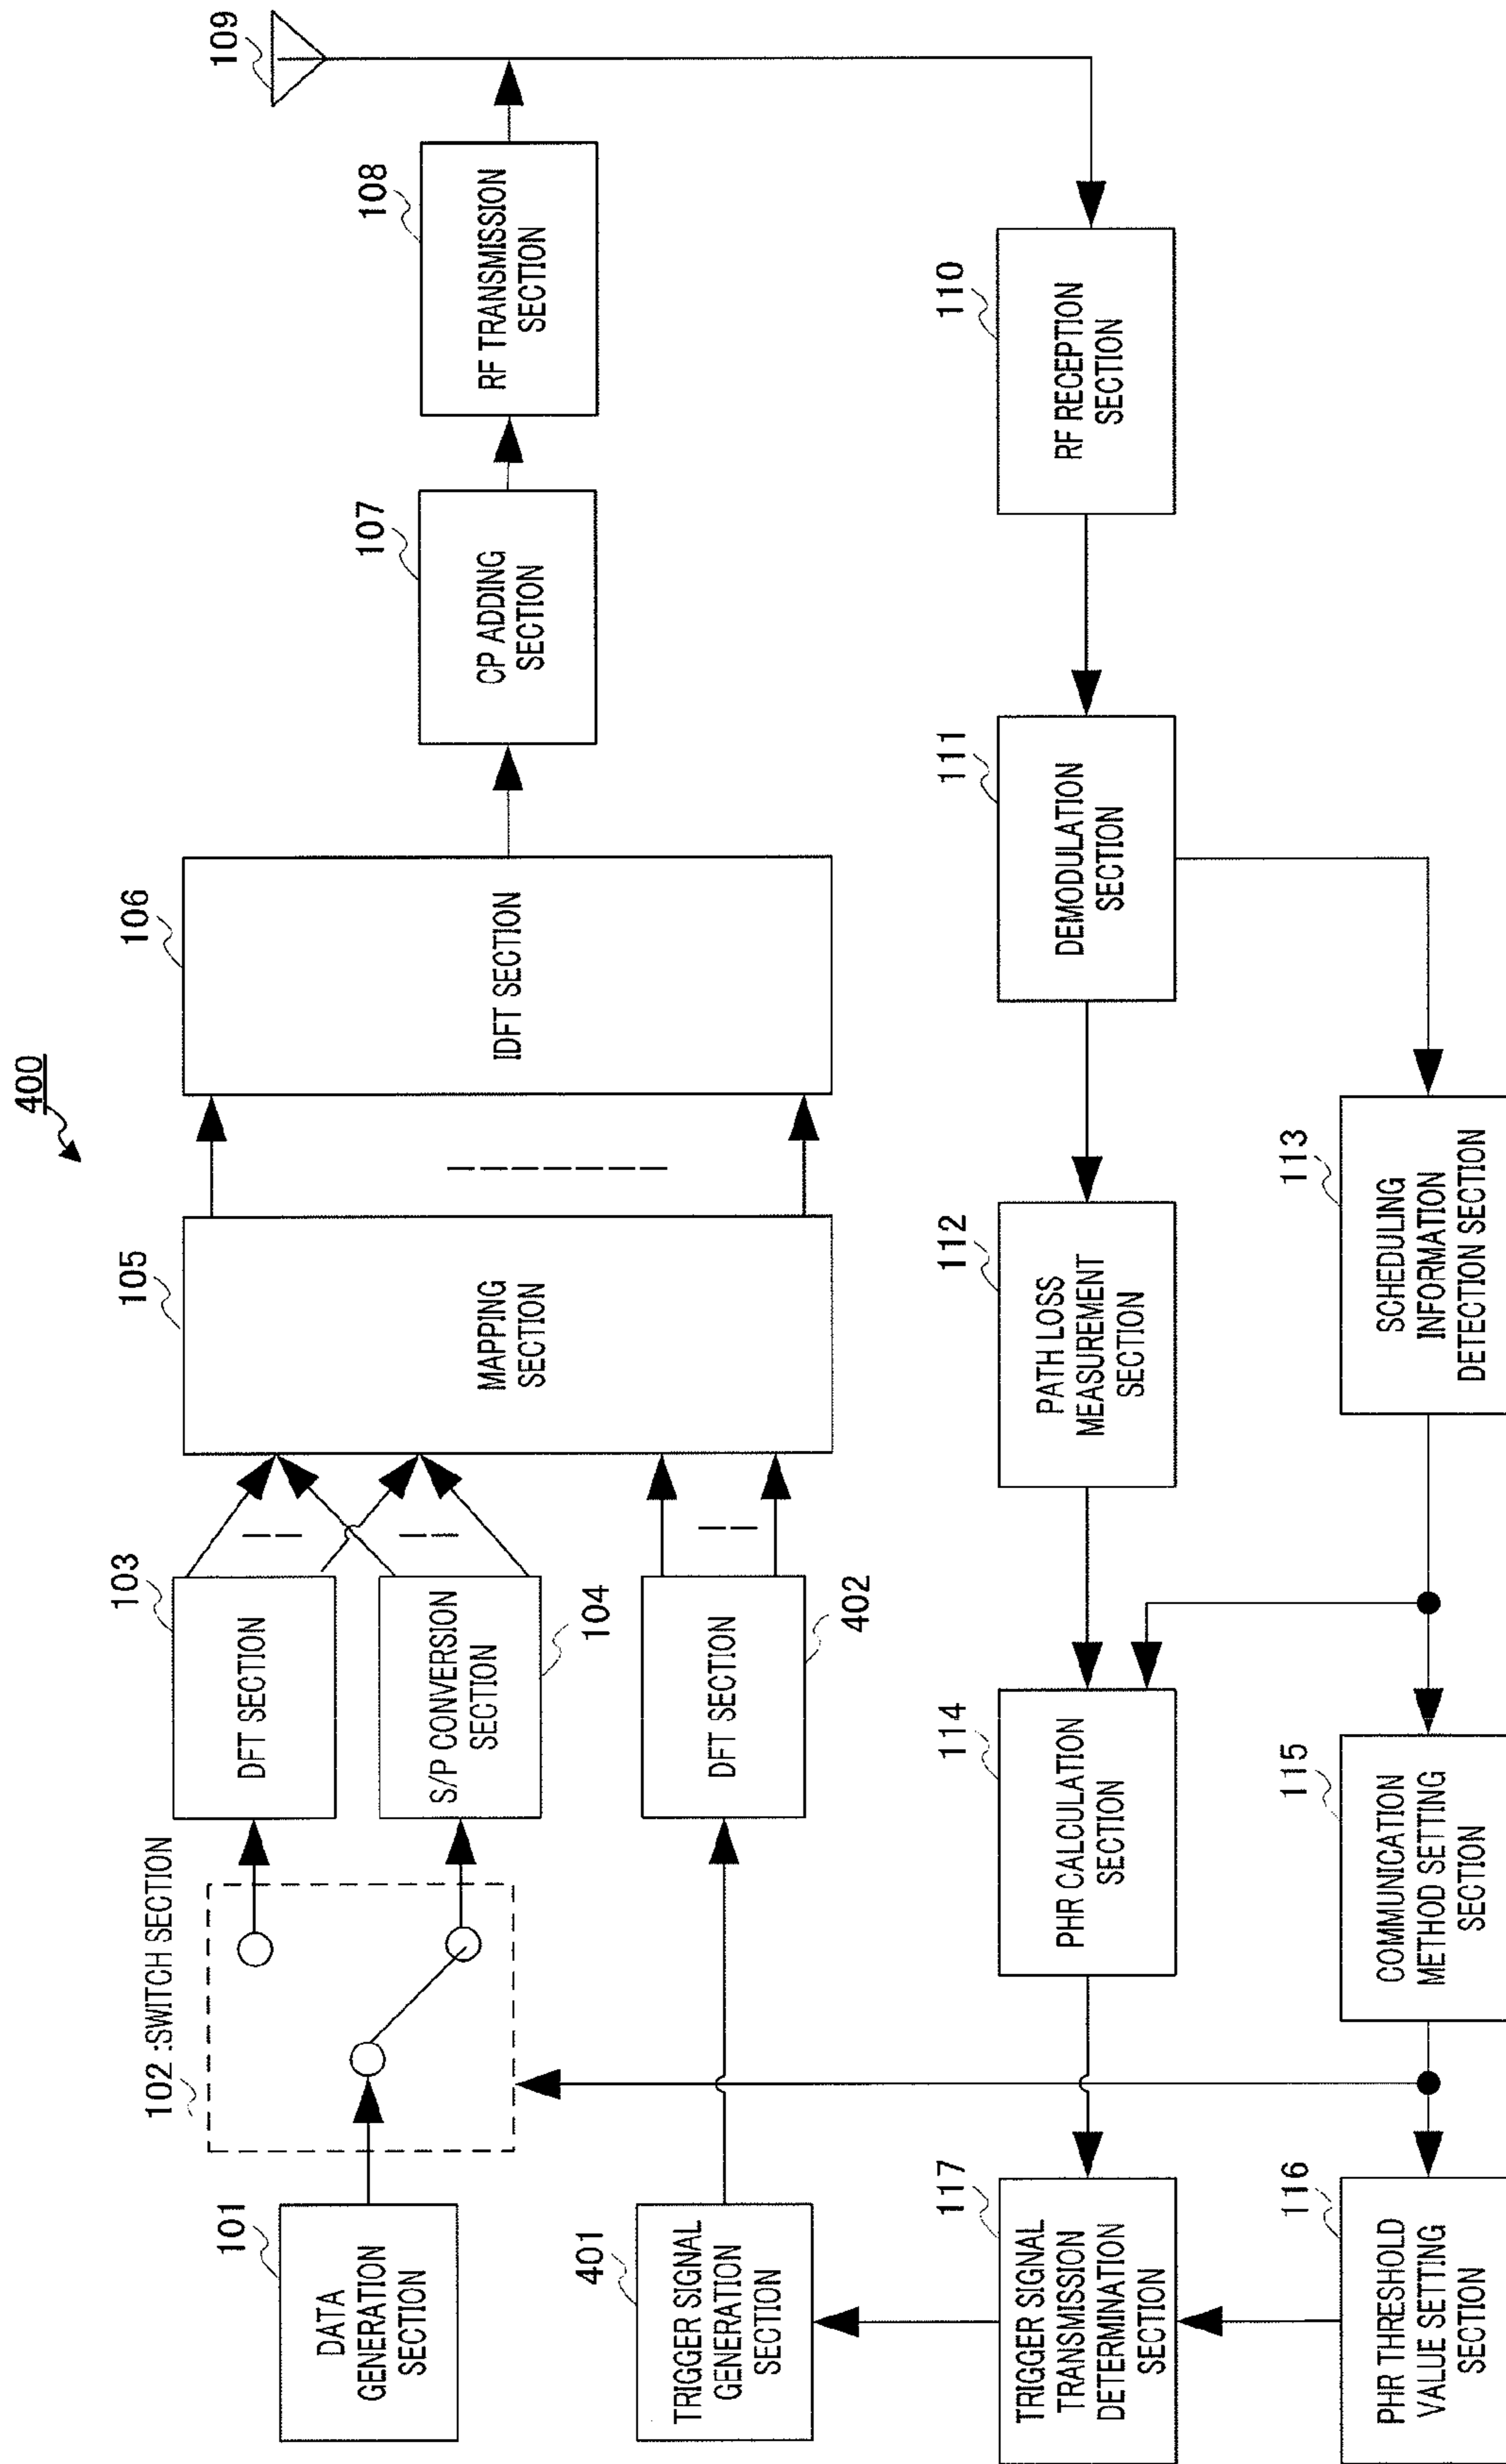 400
101
DATA
GENERATION
SECTION
102 :SWITCH SECTION
103
DFT SECTION
S/P CONVERSION
SECTION
104
105
MAPPING
SECTION
106
IDFT SECTION
107
CP ADDING
SECTION
108
RF TRANSMISSION
SECTION
109
401
TRIGGER SIGNAL
GENERATION
SECTION
DFT SECTION
402
117
TRIGGER SIGNAL
TRANSMISSION
DETERMINATION
SECTION
114
PHR CALCULATION
SECTION
112
PATH LOSS
MEASUREMENT
SECTION
111
DEMODULATION
SECTION
110
RF RECEPTION
SECTION
116
PHR THRESHOLD
VALUE SETTING
SECTION
115
COMMUNICATION
METHOD SETTING
SECTION
113
SCHEDULING
INFORMATION
DETECTION SECTION